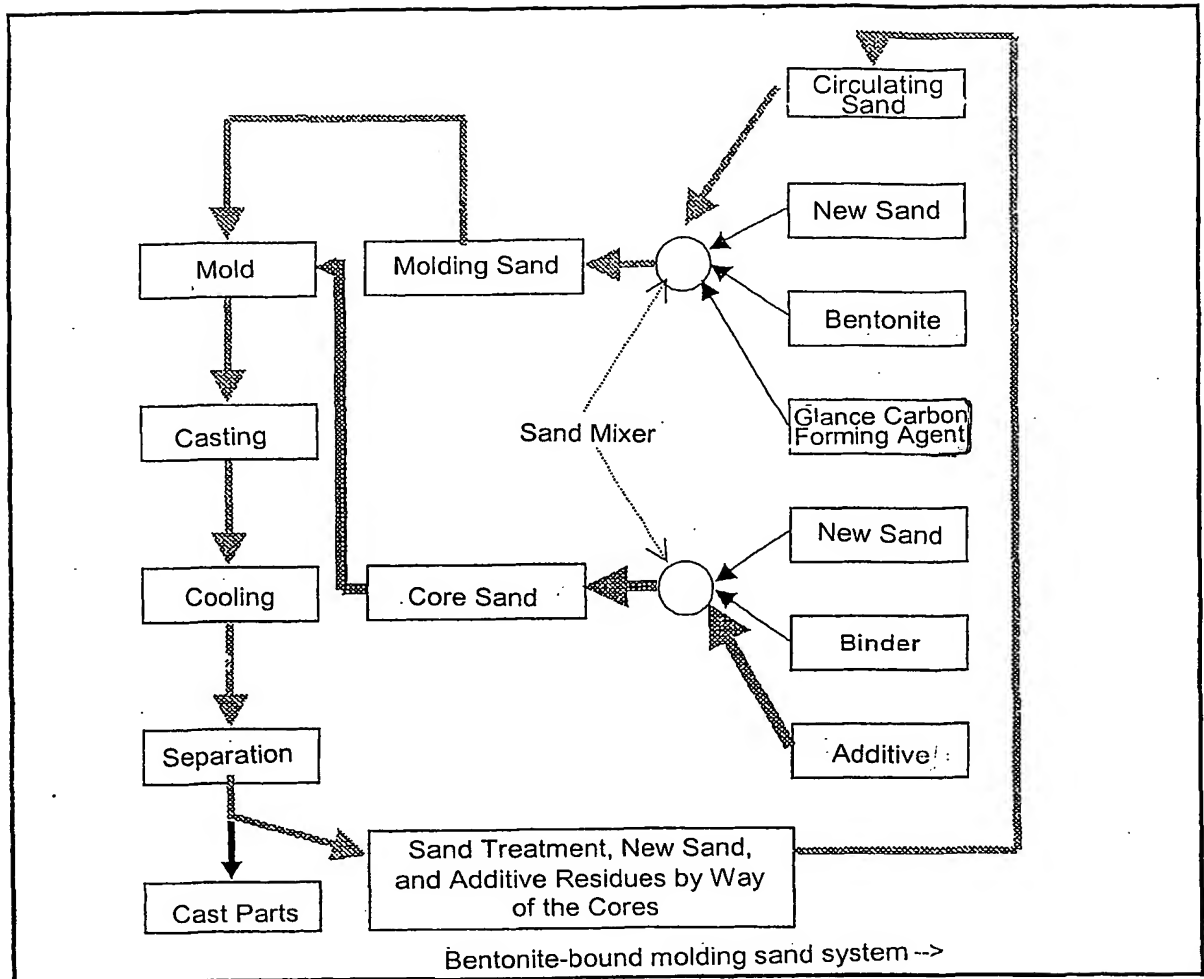 Circulating
Sand
New Sand
Mold
Molding Sand
Bentonite
Glance Carbon
Forming Agent
Casting
Sand Mixer
New Sand
Cooling
Core Sand
Binder
Separation
Additive
Sand Treatment, New Sand,
and Additive Residues by Way
of the Cores
Cast Parts
Bentonite-bound molding sand system -->